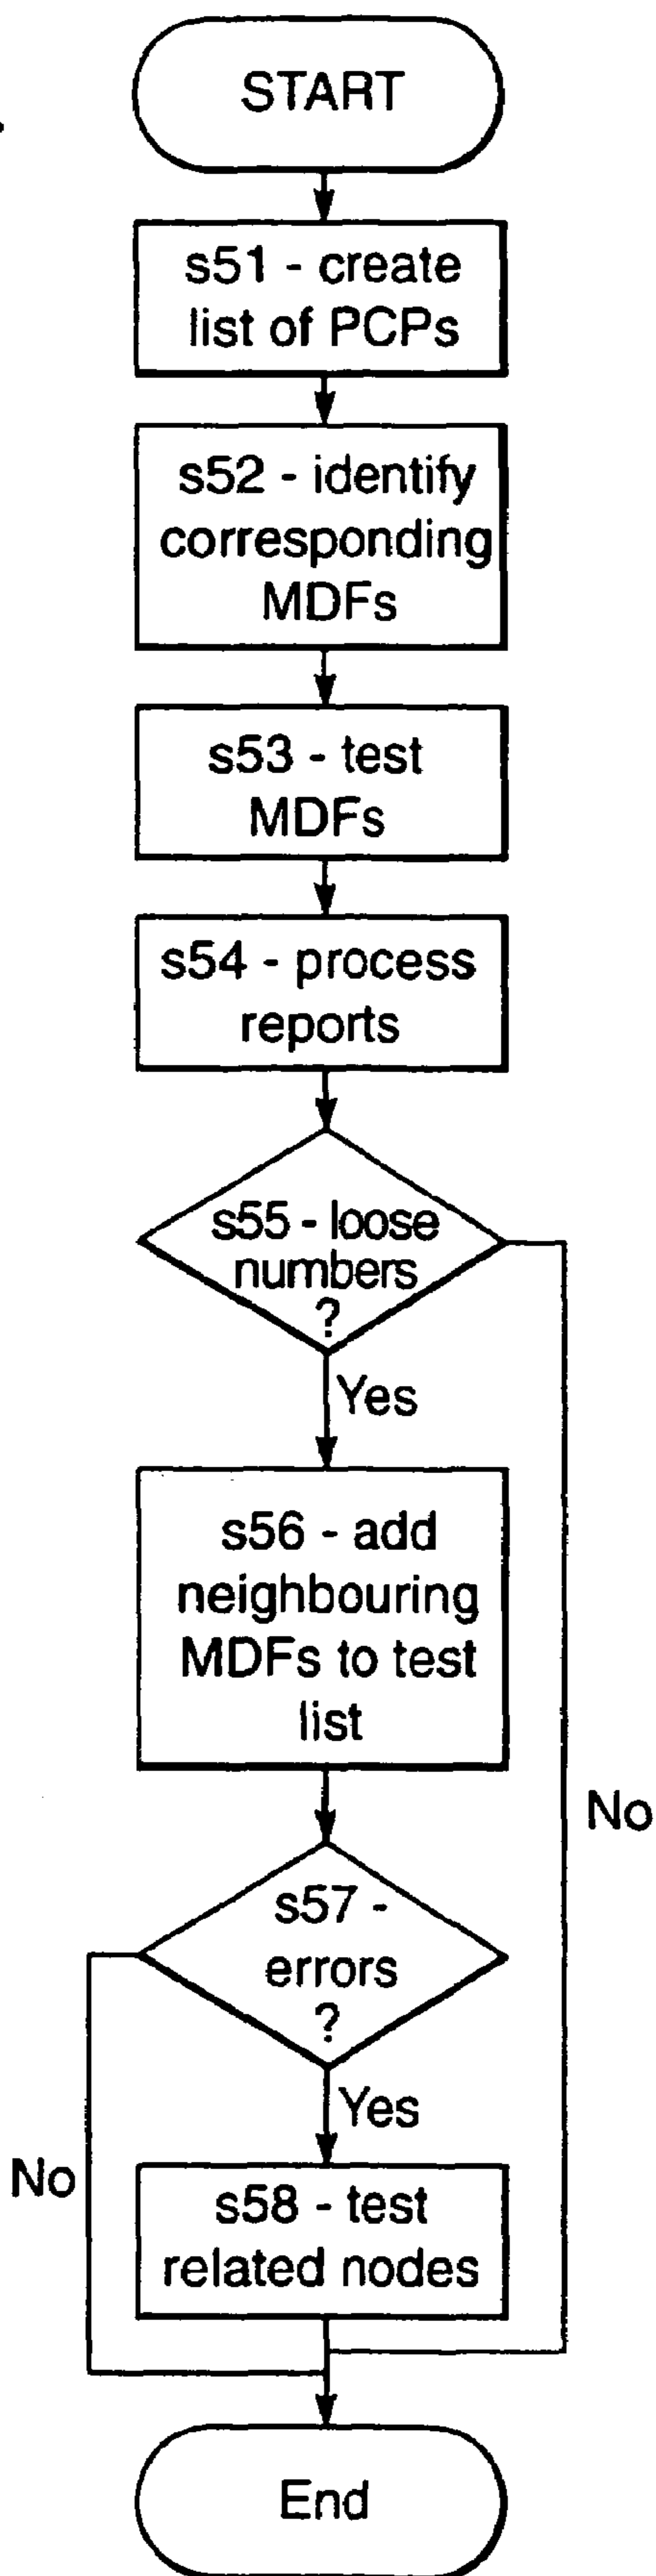 START
s51 - create
list of PCPs
s52 - identify
corresponding
MDFs
s53 - test
MDFs
s54 - process
reports
s55 - loose
numbers
?
Yes
s56 - add
neighbouring
MDFs to test
list
No
s57 -
errors
?
Yes
No
s58 - test
related nodes
End